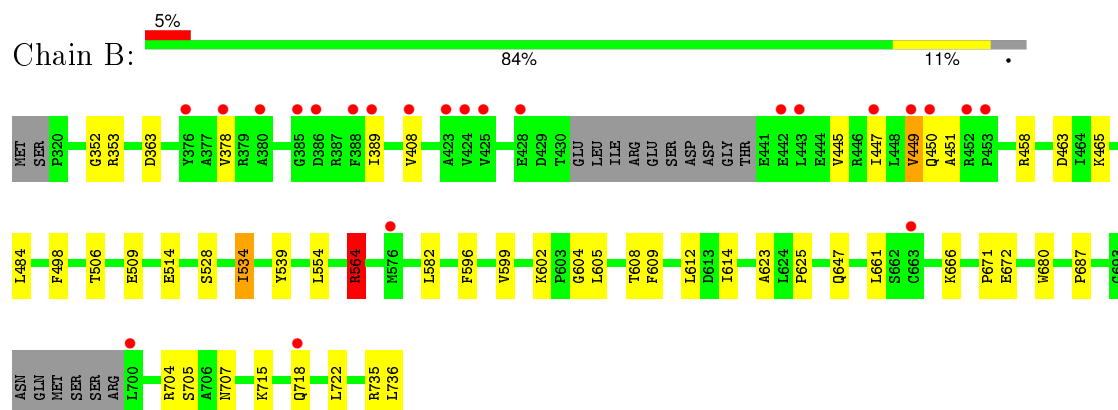 5%
Chain B:
84% 11% •
MET SER P320 G352 R353 D363 Y376 A377 V378 R379 A380 G385 D386 R387 F388 I389 V408 A423 V424 V425 E428 D429 T430 GLU LEU ILE ARG GLU SER ASP ASP GLY THR E441 E442 L443 E444 V445 R446 I447 L448 V449 Q450 A451 R452 P453 R458 D463 I464 K465
L484 F498 T506 E509 E514 S528 I534 Y539 L554 R564 M576 L582 F596 V599 K602 P603 G604 L605 T608 F609 L612 D613 I614 A623 L624 P625 Q647 L661 S662 C663 K666 P671 E672 W680 P687
ASN GLN MET SER SER ARG L700 R704 S705 A706 N707 K715 Q718 L722 R735 L736